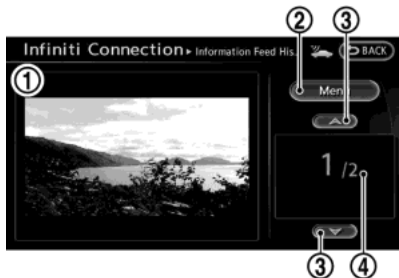 ② ③
Infiniti Connection ▸ Information Feed His. BACK
①
Menu
1 /2
③ ④